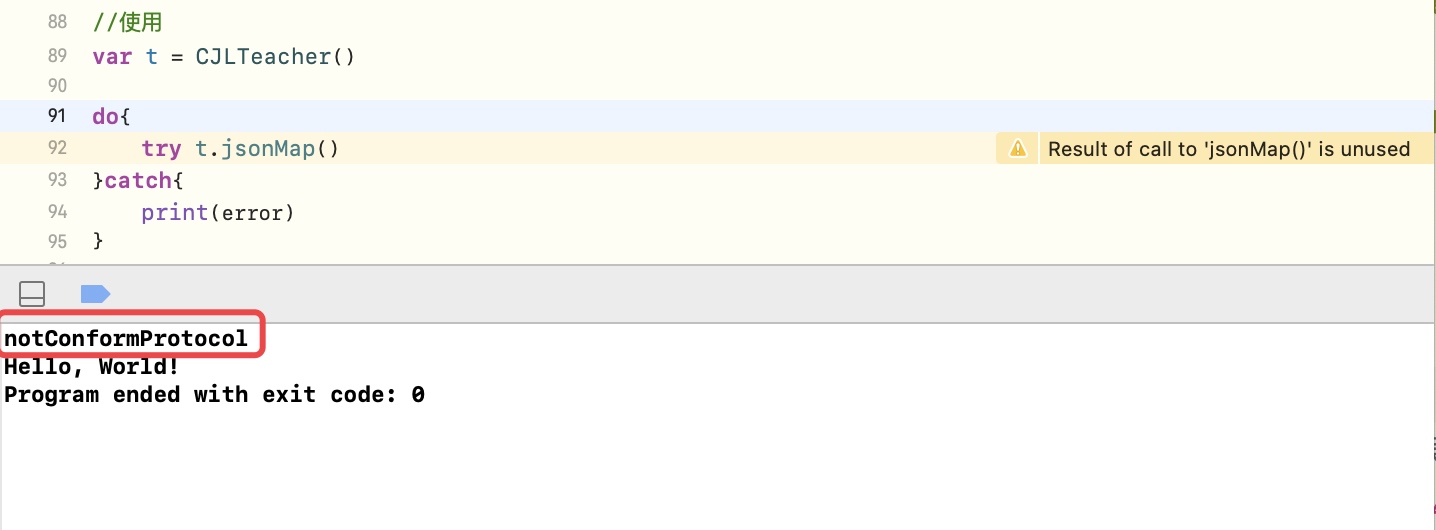 88 //使用
89 var t = CJLTeacher()
90
91 do{
92 try t.jsonMap() Result of call to 'jsonMap()' is unused
93 }catch{
94 print(error)
95 }
notConformProtocol
Hello, World!
Program ended with exit code: 0